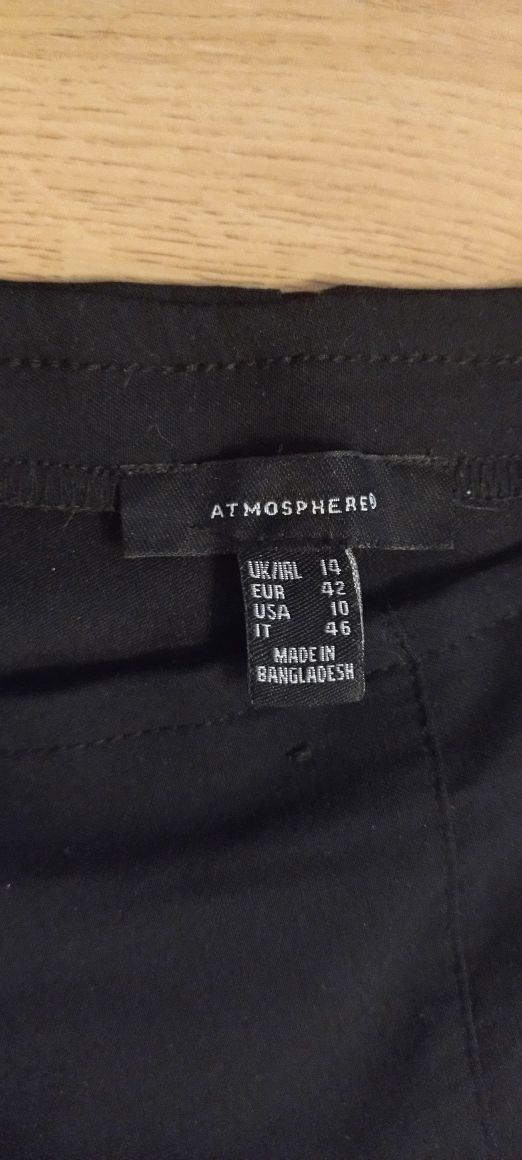 ATMOSPHERE®
UK/IRL 14
EUR 42
USA 10
IT 46
MADE IN
BANGLADESH